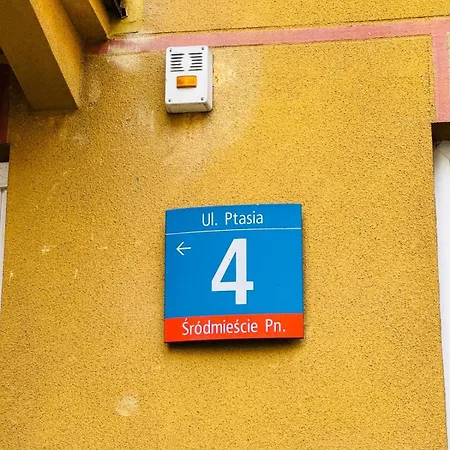 Ul. Ptasia
← 4
Śródmieście Pn.